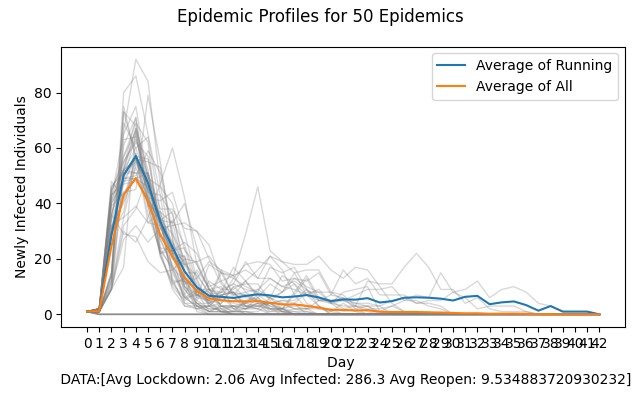 Epidemic Profiles for 50 Epidemics
Average of Running
Average of All
Newly Infected Individuals
80
60
40
20
0
0 1 2 3 4 5 6 7 8 9 10 11 12 13 14 15 16 17 18 19 20 21 22 23 24 25 26 27 28 29 30 31 32 33 34 35 36 37 38 39 40 41 42
Day
DATA:[Avg Lockdown: 2.06 Avg Infected: 286.3 Avg Reopen: 9.534883720930232]